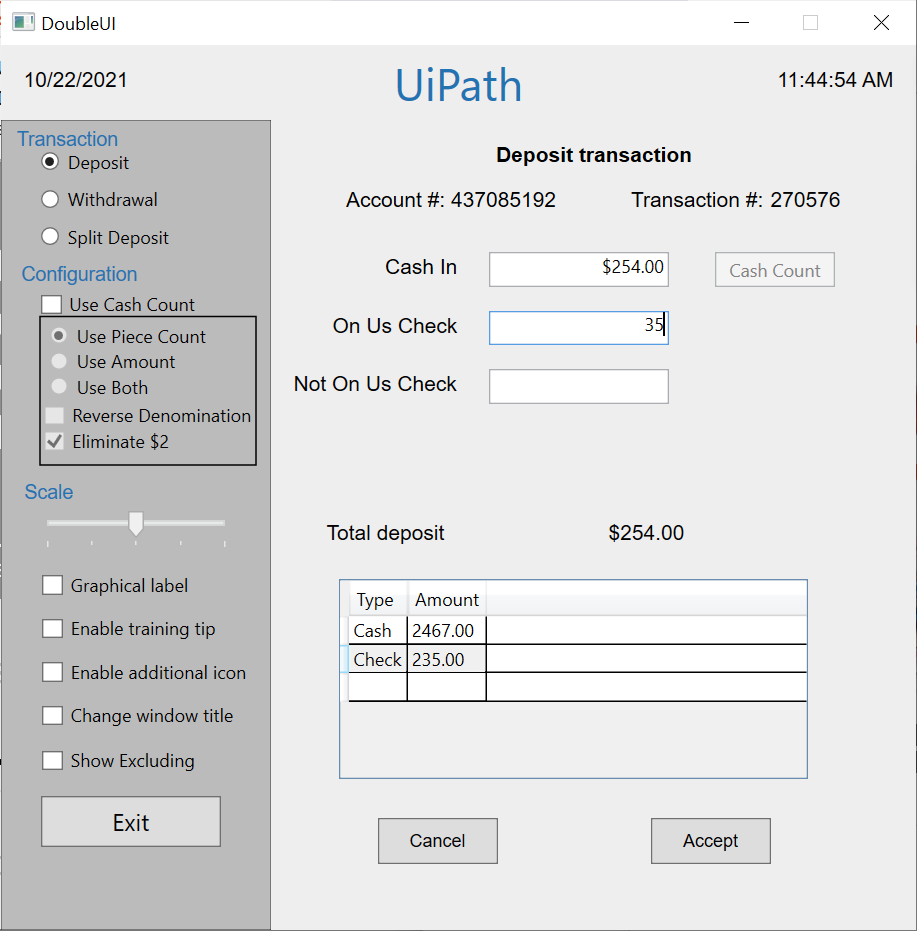 DoubleUI
10/22/2021
UiPath
11:44:54 AM
Transaction
Deposit
Withdrawal
Split Deposit
Configuration
Use Cash Count
Use Piece Count
Use Amount
Use Both
Reverse Denomination
Eliminate $2
Scale
Graphical label
Enable training tip
Enable additional icon
Change window title
Show Excluding
Exit
Deposit transaction
Account #: 437085192 Transaction #: 270576
Cash In $254.00 Cash Count
On Us Check 35
Not On Us Check
Total deposit $254.00
Type Amount
Cash 2467.00
Check 235.00
Cancel Accept